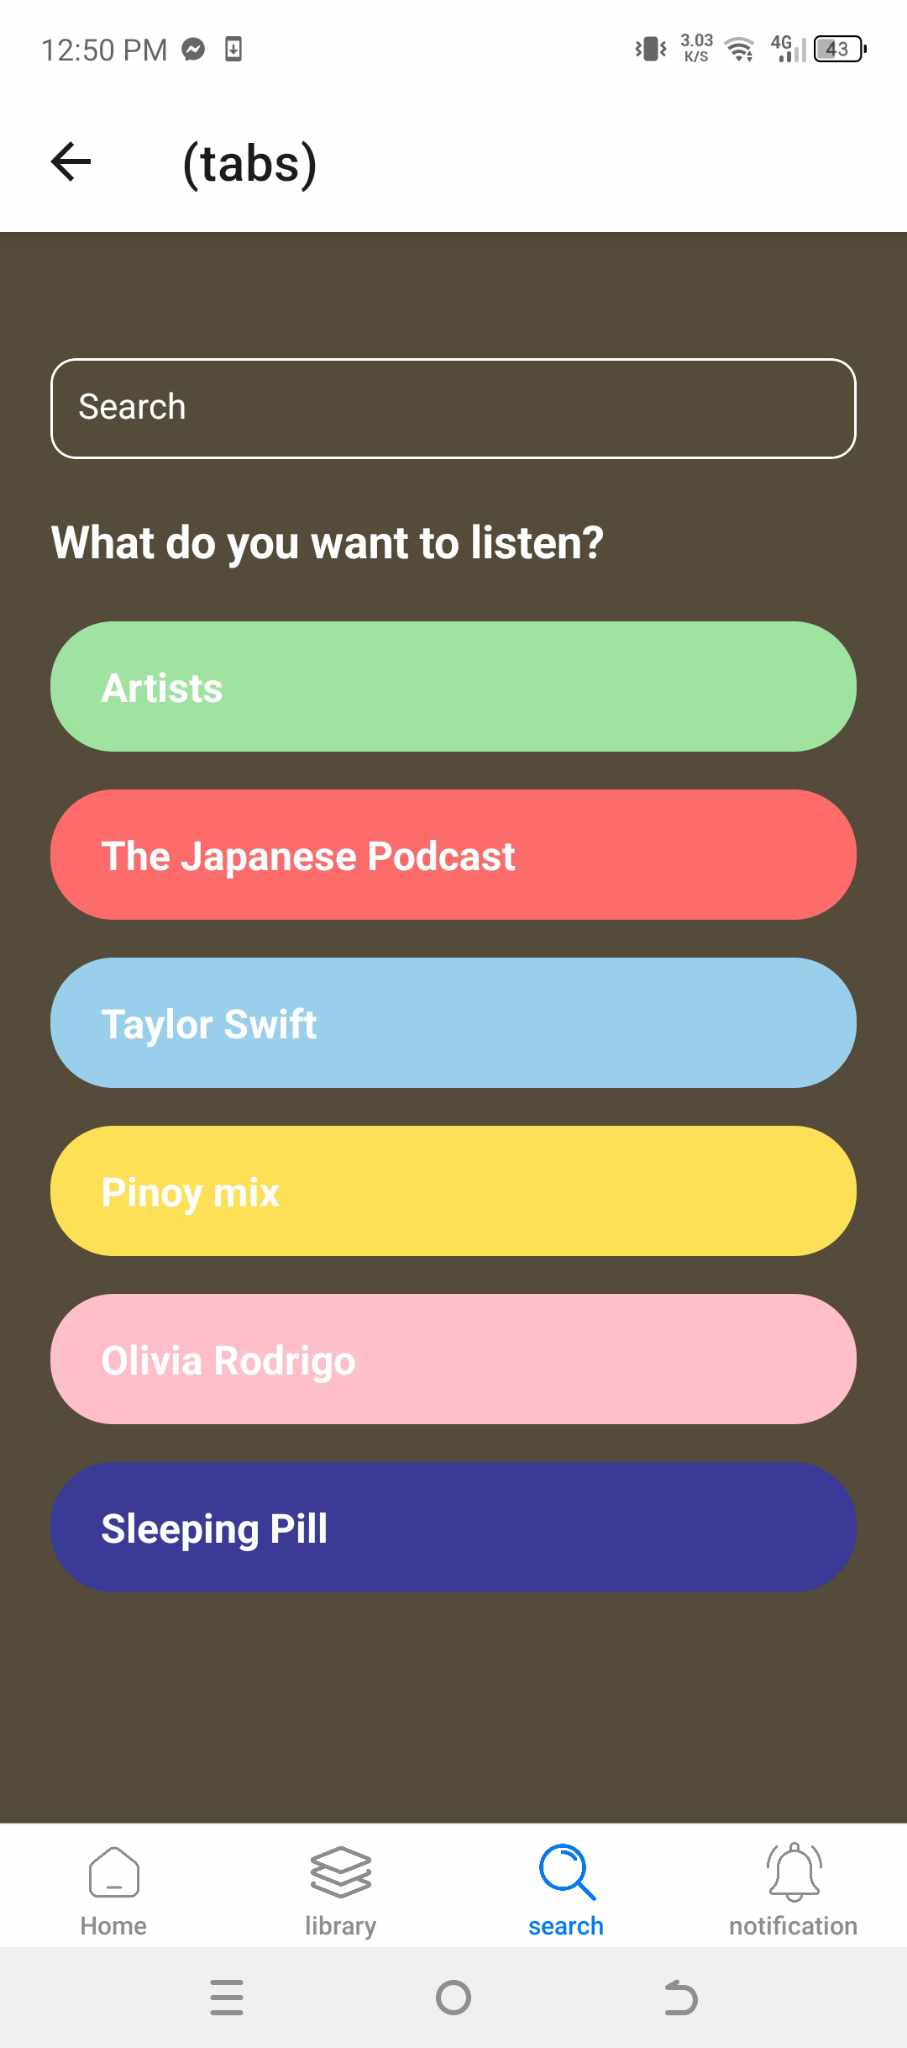 12:50 PM 3.03 K/S 4G 43
(tabs)
Search
What do you want to listen?
Artists
The Japanese Podcast
Taylor Swift
Pinoy mix
Olivia Rodrigo
Sleeping Pill
Home library search notification